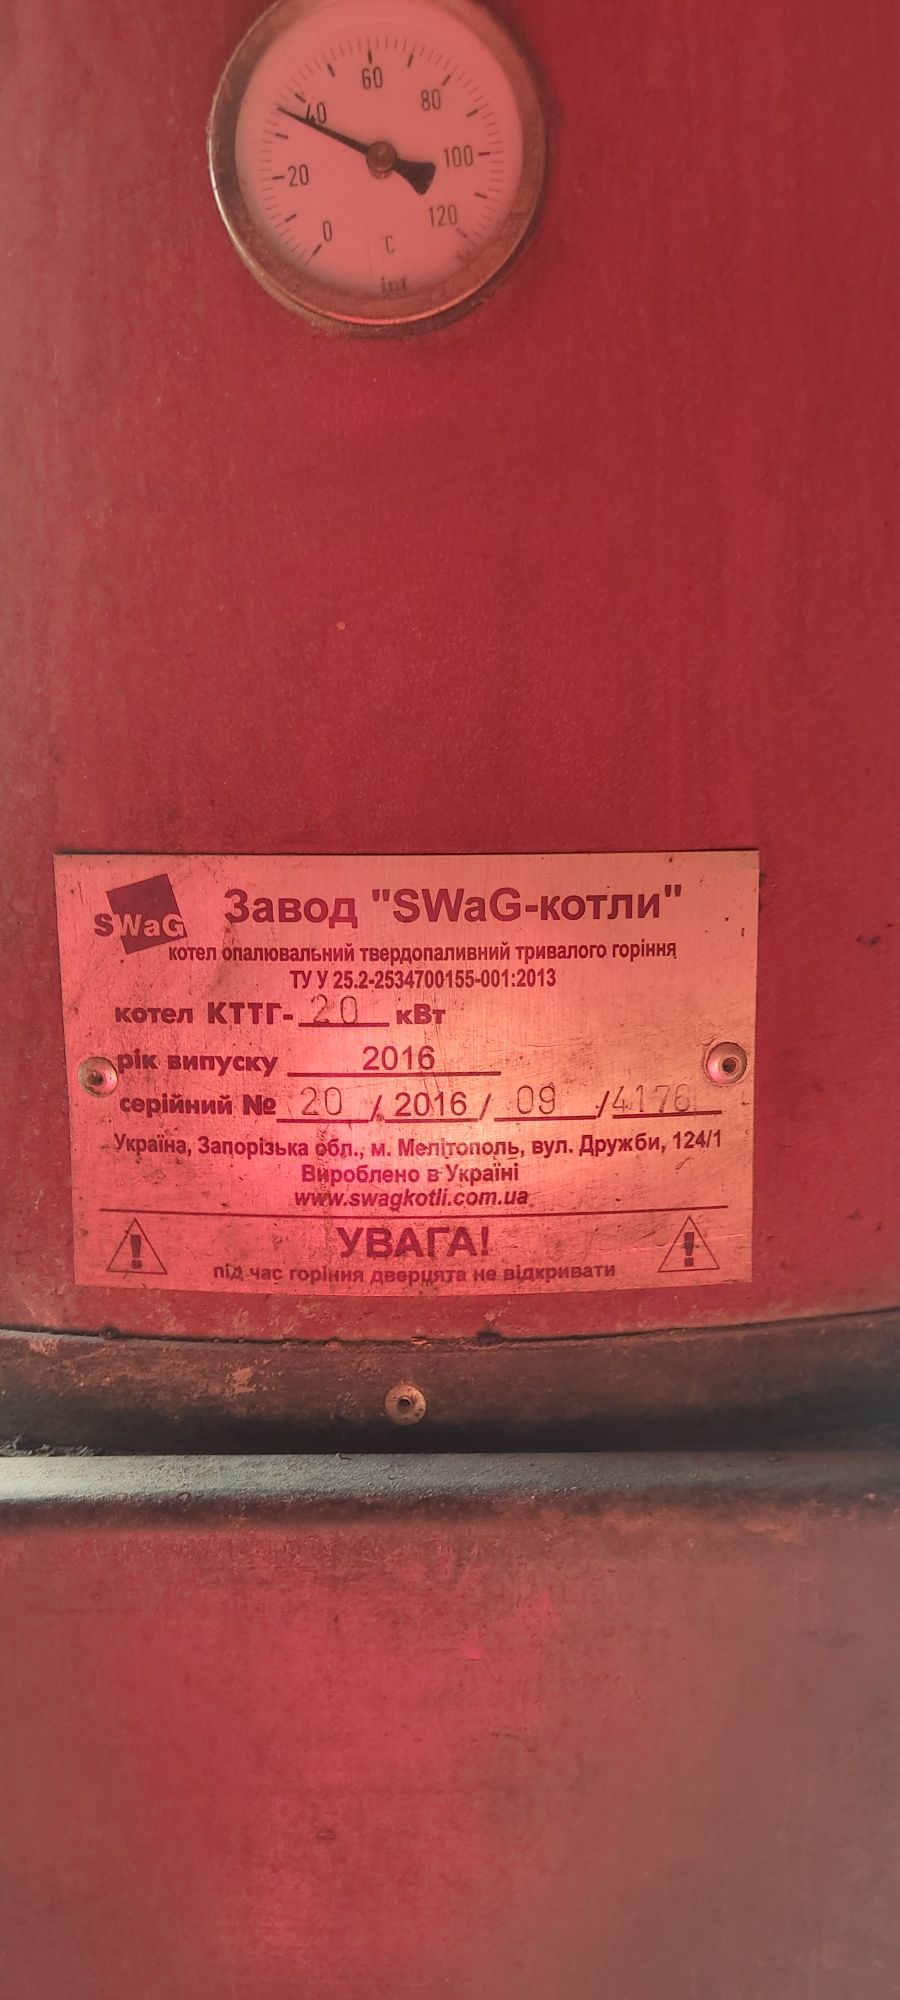 60
40
80
20
100
0
120
°C
SWaG
Завод "SWaG-котли"
котел опалювальний твердопаливний тривалого горіння
ТУ У 25.2-2534700155-001:2013
котел КТТГ-20 кВт
рік випуску 2016
серійний № 20 / 2016 / 09 / 4176
Україна, Запорізька обл., м. Мелітополь, вул. Дружби, 124/1
Вироблено в Україні
www.swagkotli.com.ua
УВАГА!
під час горіння дверцята не відкривати